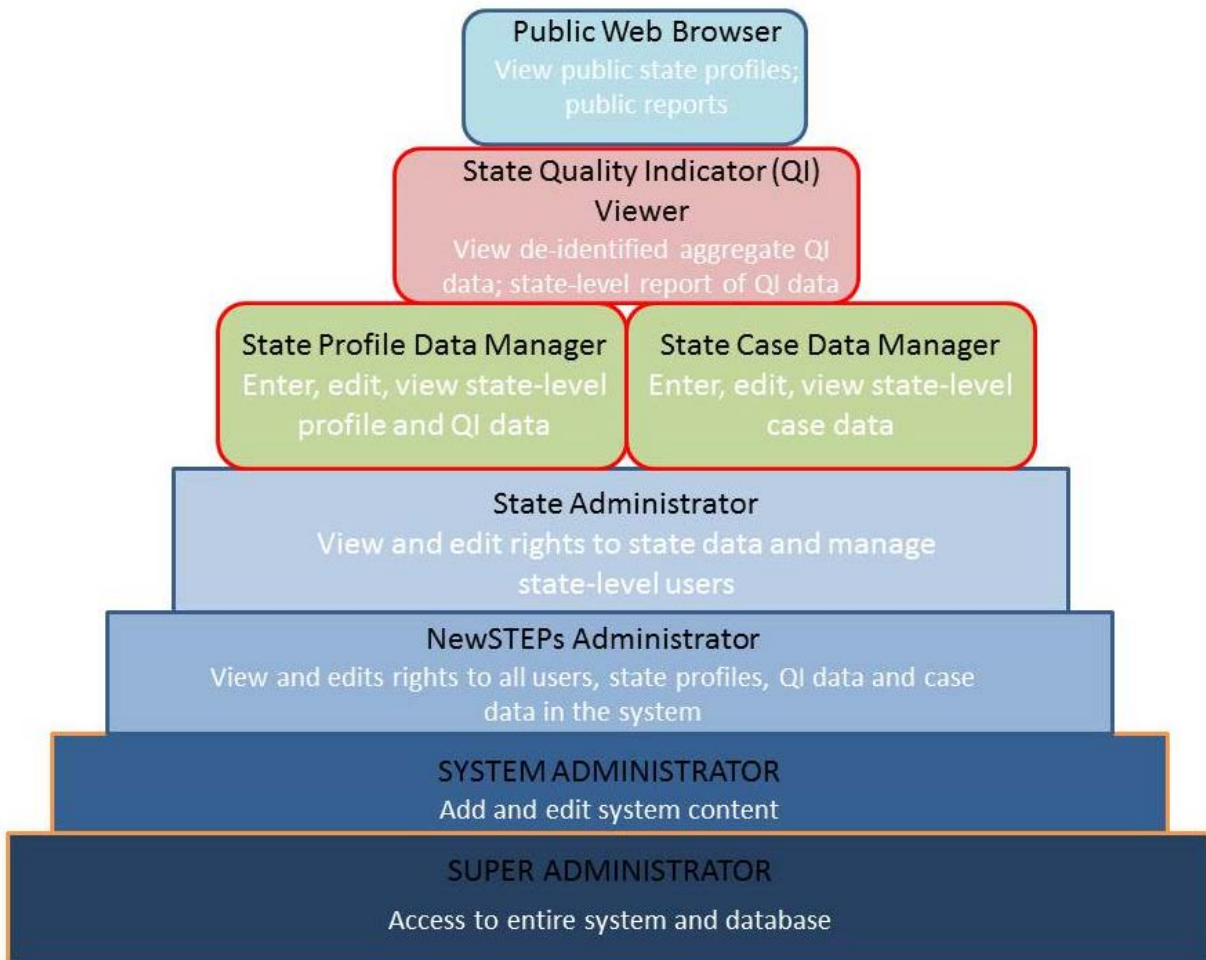 Public Web Browser
View public state profiles;
public reports
State Quality Indicator (QI)
Viewer
View de-identified aggregate QI
data; state-level report of QI data
State Profile Data Manager
Enter, edit, view state-level
profile and QI data
State Case Data Manager
Enter, edit, view state-level
case data
State Administrator
View and edit rights to state data and manage
state-level users
NewSTEPs Administrator
View and edits rights to all users, state profiles, QI data and case
data in the system
SYSTEM ADMINISTRATOR
Add and edit system content
SUPER ADMINISTRATOR
Access to entire system and database